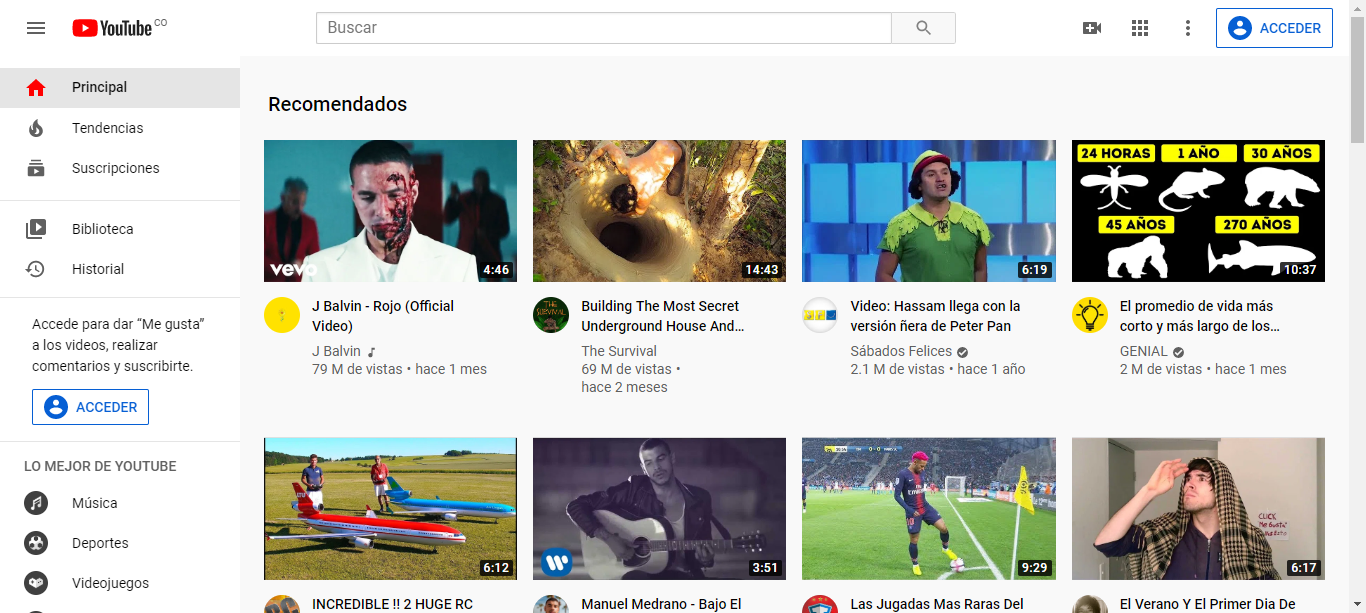 YouTube CO
Buscar
ACCEDER
Principal
Tendencias
Suscripciones
Biblioteca
Historial
Accede para dar “Me gusta”
a los videos, realizar
comentarios y suscribirte.
ACCEDER
LO MEJOR DE YOUTUBE
Música
Deportes
Videojuegos
Recomendados
vevo
4:46
J Balvin - Rojo (Official
Video)
J Balvin
79 M de vistas • hace 1 mes
14:43
THE
SURVIVAL
Building The Most Secret
Underground House And...
The Survival
69 M de vistas •
hace 2 meses
6:19
Video: Hassam llega con la
versión ñera de Peter Pan
Sábados Felices
2.1 M de vistas • hace 1 año
24 HORAS
1 AÑO
30 AÑOS
45 AÑOS
270 AÑOS
10:37
El promedio de vida más
corto y más largo de los...
GENIAL
2 M de vistas • hace 1 mes
6:12
INCREDIBLE !! 2 HUGE RC
3:51
Manuel Medrano - Bajo El
9:29
Las Jugadas Mas Raras Del
CLICK
Me Gusta
6:17
El Verano Y El Primer Dia De